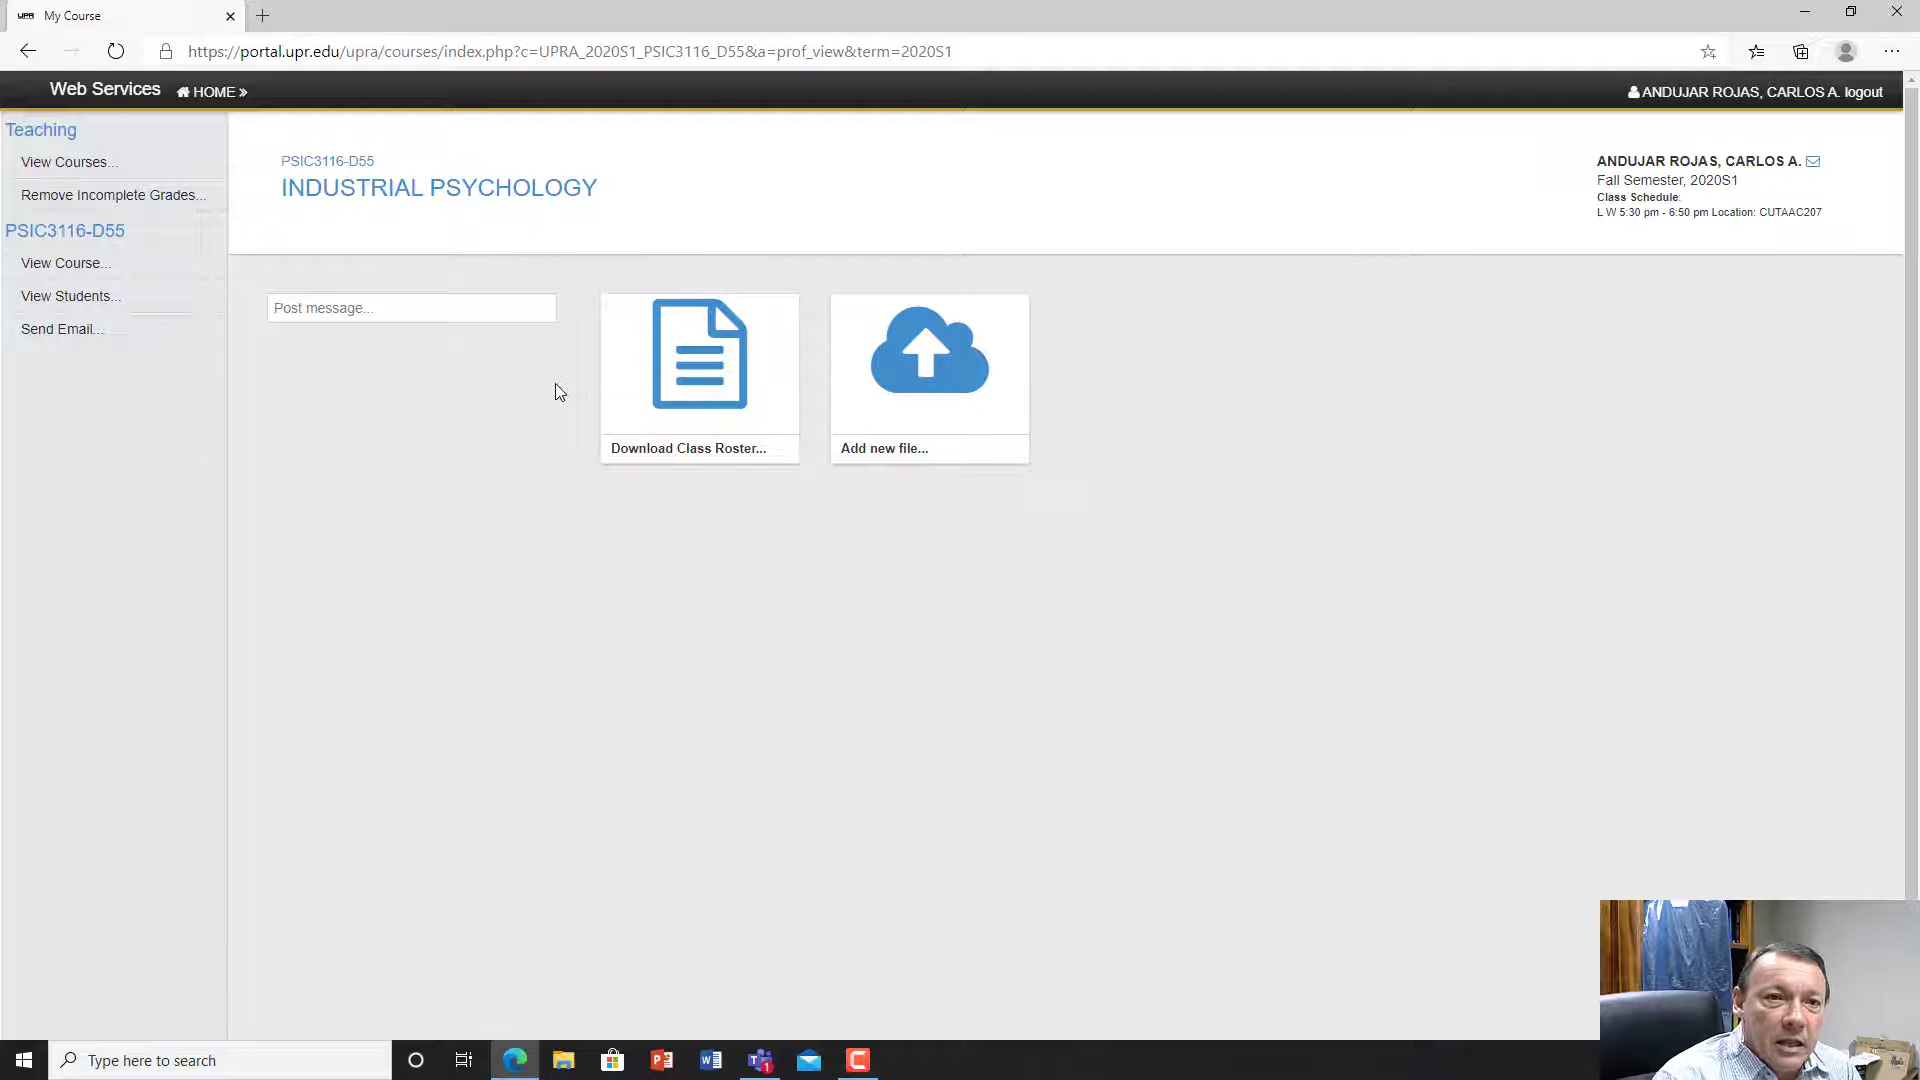 UPR My Course
https://portal.upr.edu/upra/courses/index.php?c=UPRA_2020S1_PSIC3116_D55&a=prof_view&term=2020S1
Web Services HOME »
ANDUJAR ROJAS, CARLOS A. logout
Teaching
View Courses...
Remove Incomplete Grades...
PSIC3116-D55
View Course...
View Students...
Send Email...
PSIC3116-D55
INDUSTRIAL PSYCHOLOGY
ANDUJAR ROJAS, CARLOS A.
Fall Semester, 2020S1
Class Schedule:
L W 5:30 pm - 6:50 pm Location: CUTAAC207
Post message...
Download Class Roster...
Add new file...
Type here to search